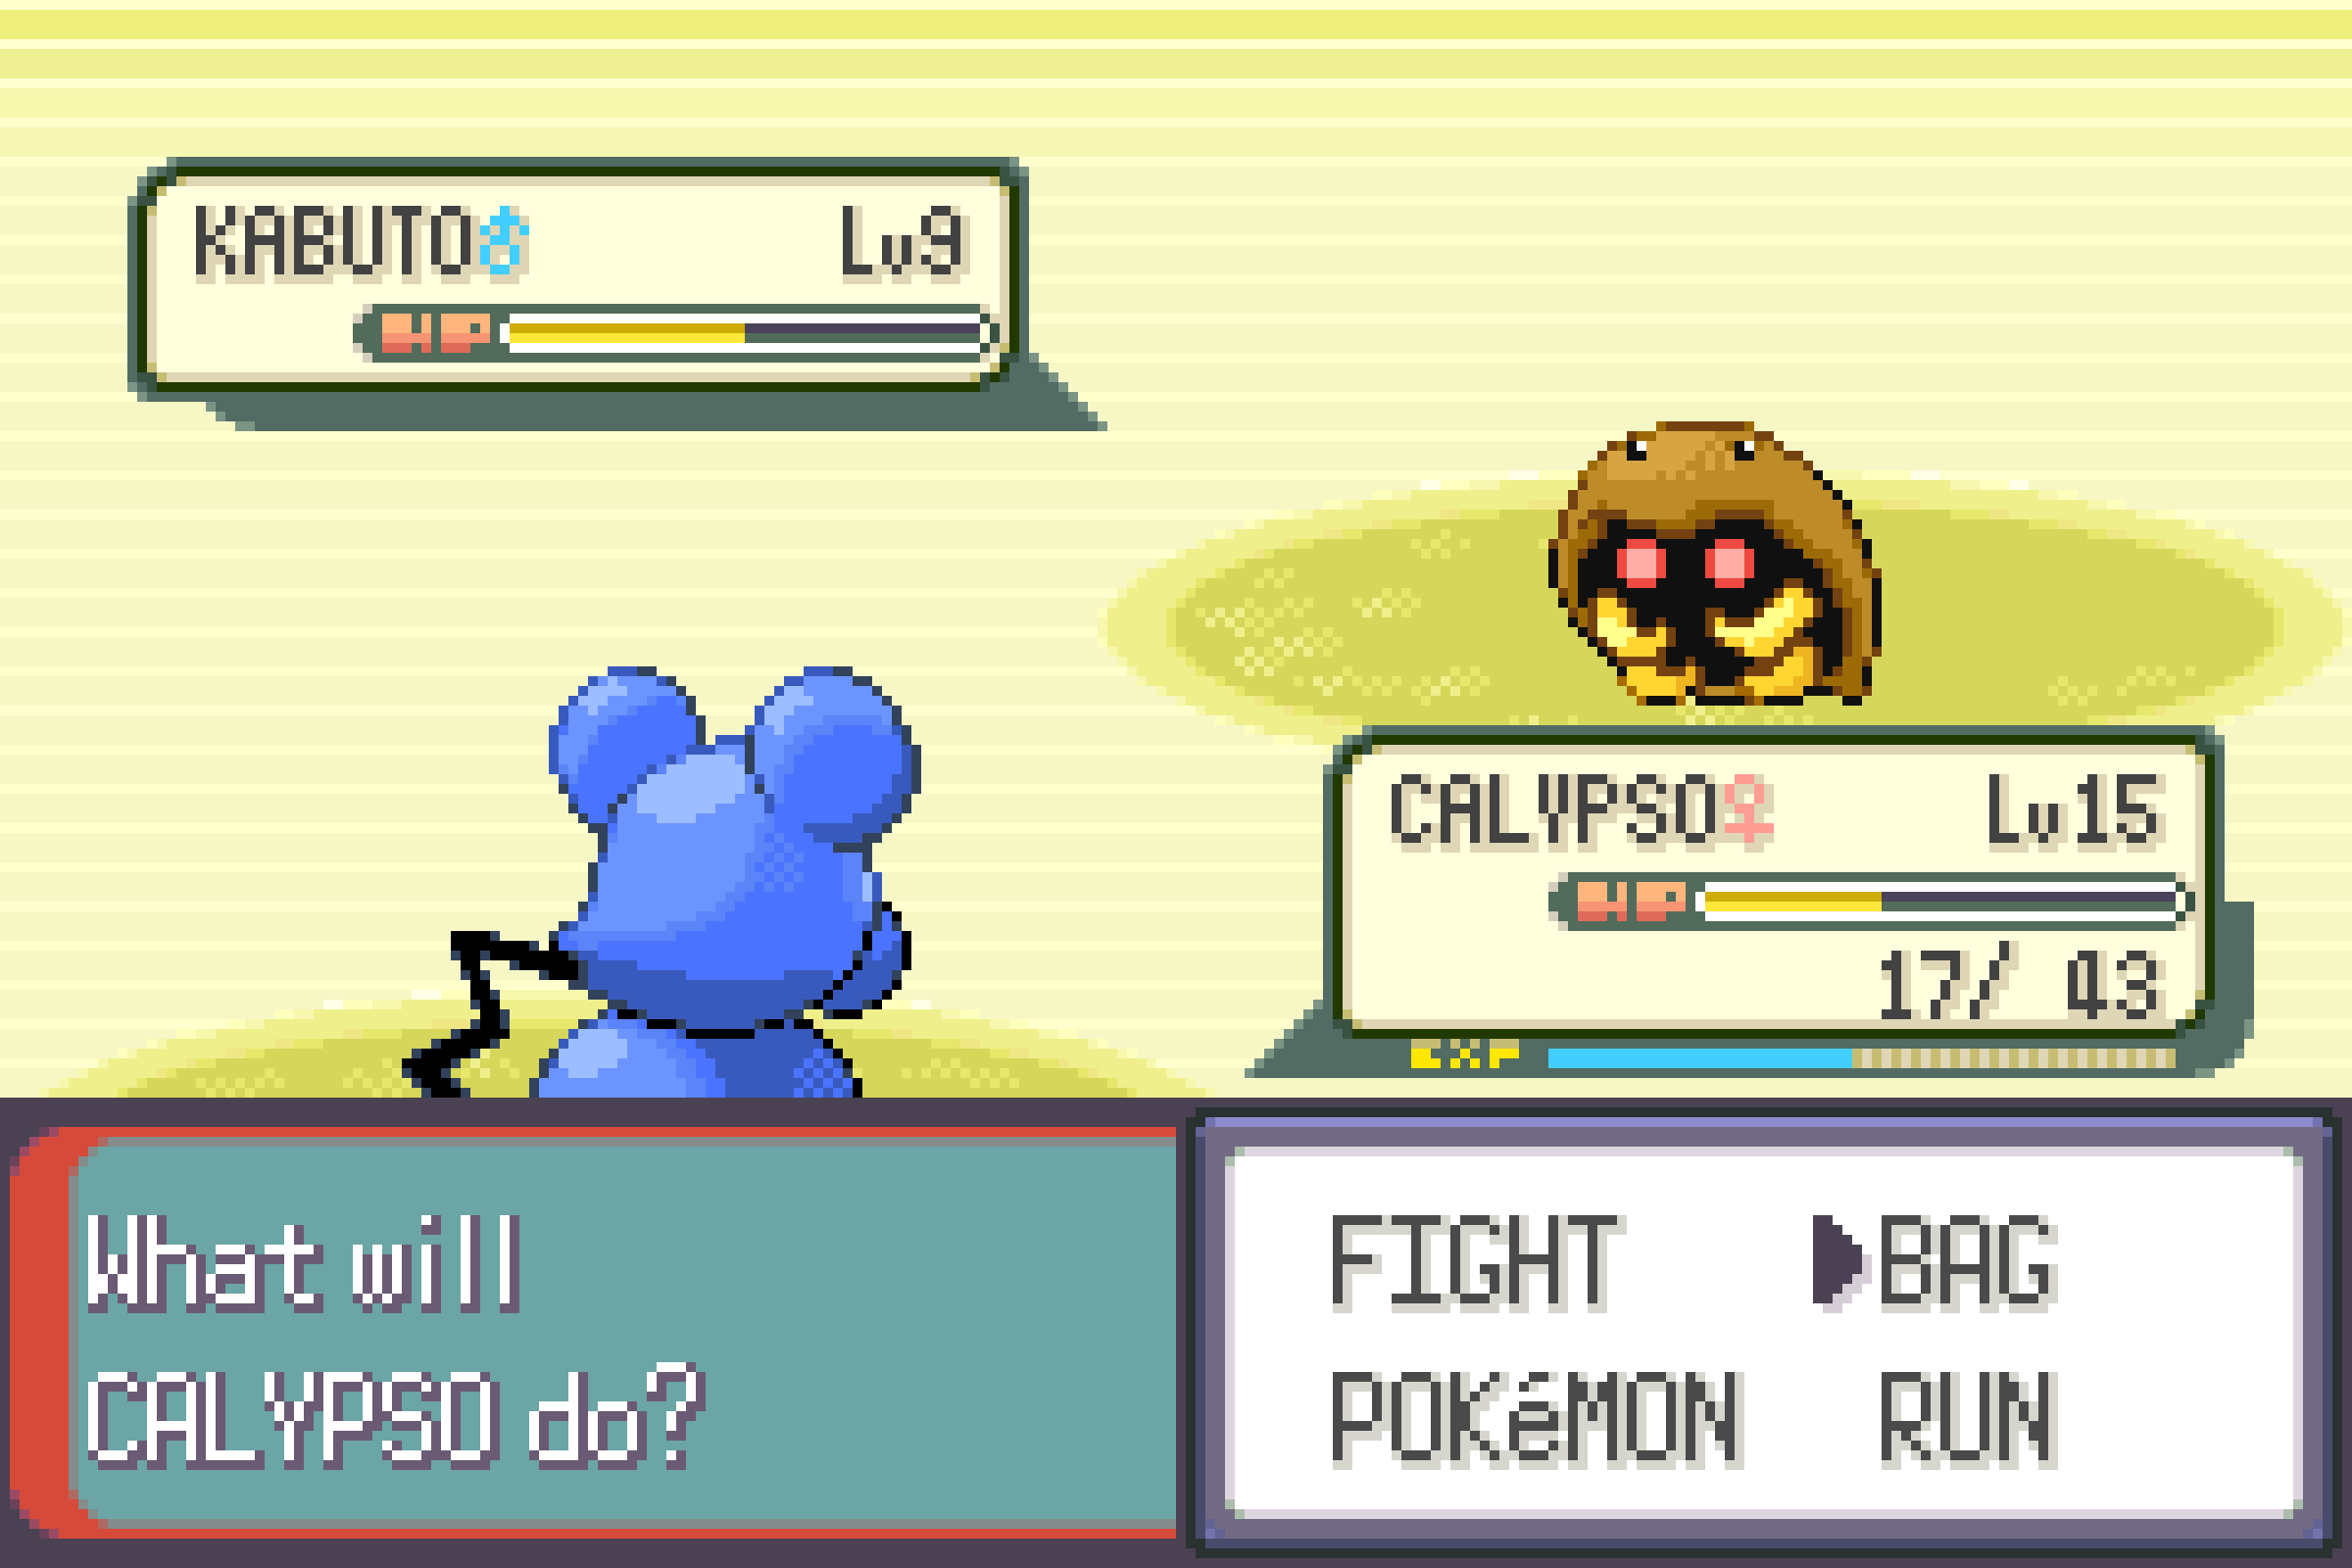 KABUTO♂ Lv9
HP
CALYPSO♀ Lv15
HP
17/ 43
EXP
What will
CALYPSO do?
FIGHT BAG
POKéMON RUN